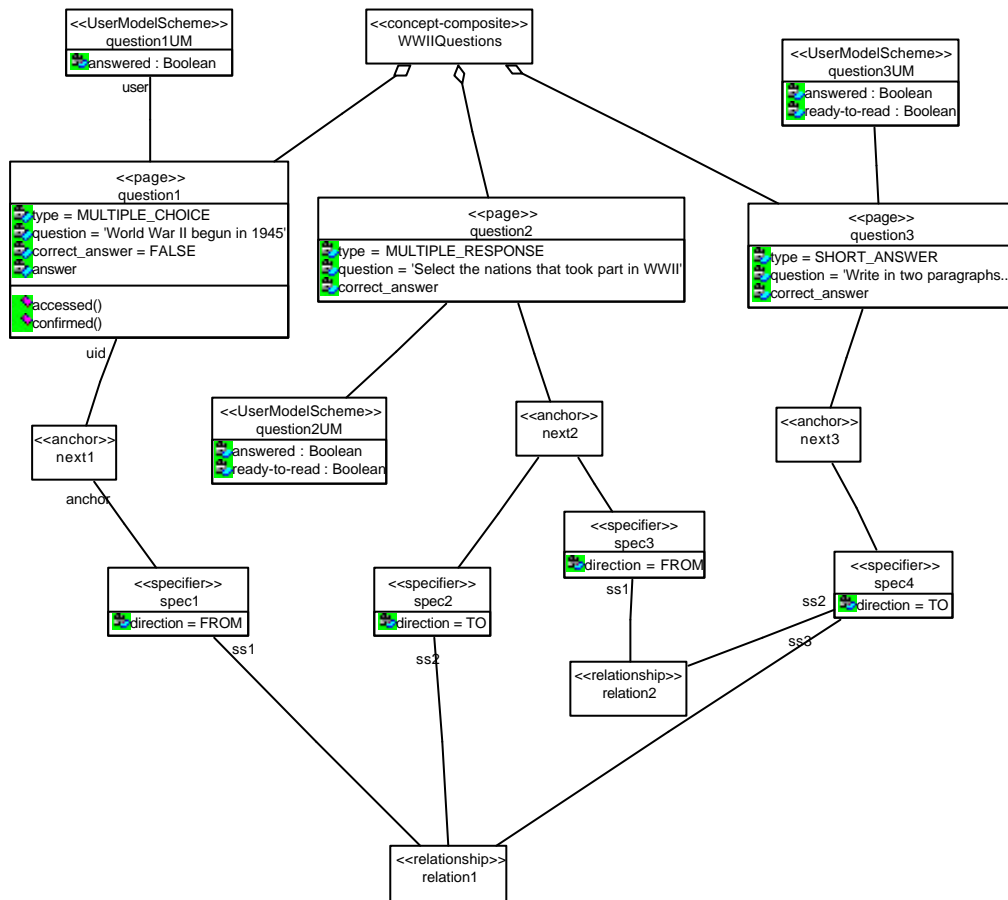 <<UserModelScheme>>
question1UM
answered : Boolean
user
<<concept-composite>>
WWIIQuestions
<<UserModelScheme>>
question3UM
answered : Boolean
ready-to-read : Boolean
<<page>>
question1
type = MULTIPLE_CHOICE
question = 'World War II begun in 1945'
correct_answer = FALSE
answer
accessed()
confirmed()
uid
<<page>>
question2
type = MULTIPLE_RESPONSE
question = 'Select the nations that took part in WWII'
correct_answer
<<page>>
question3
type = SHORT_ANSWER
question = 'Write in two paragraphs...
correct_answer
<<anchor>>
next1
anchor
<<UserModelScheme>>
question2UM
answered : Boolean
ready-to-read : Boolean
<<anchor>>
next2
<<anchor>>
next3
<<specifier>>
spec1
direction = FROM
ss1
<<specifier>>
spec2
direction = TO
ss2
<<specifier>>
spec3
direction = FROM
ss1
<<specifier>>
spec4
direction = TO
ss2
ss3
<<relationship>>
relation2
<<relationship>>
relation1